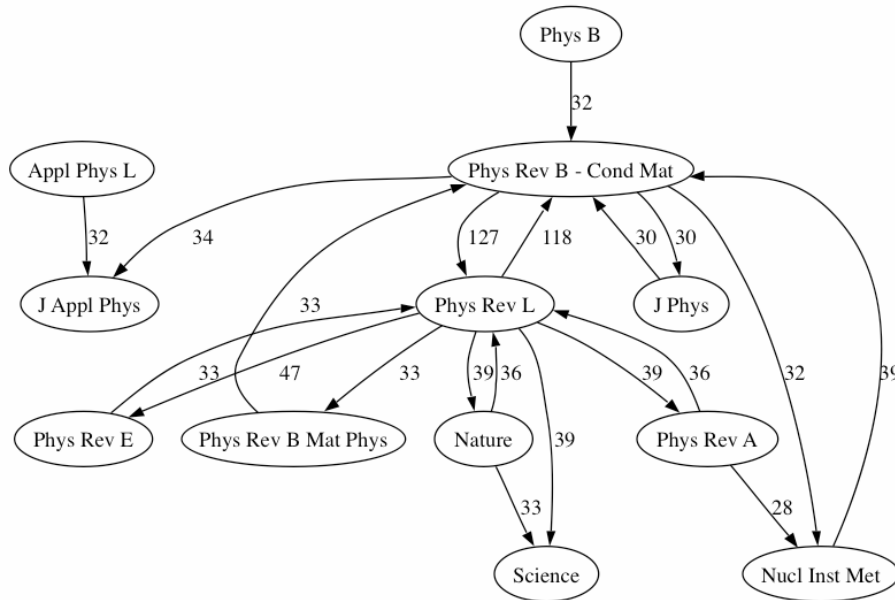 Phys B
32
Appl Phys L
Phys Rev B - Cond Mat
32
34
127
118
30
30
J Appl Phys
Phys Rev L
J Phys
33
33
47
33
39
36
39
36
32
39
Phys Rev E
Phys Rev B Mat Phys
Nature
Phys Rev A
39
33
28
Science
Nucl Inst Met